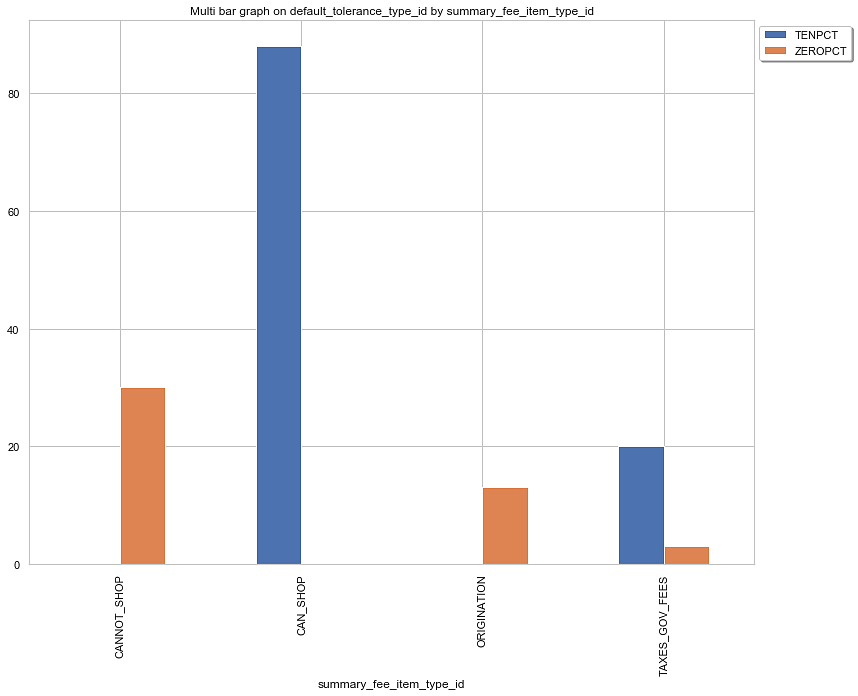 Multi bar graph on default_tolerance_type_id by summary_fee_item_type_id
TENPCT
ZEROPCT
80
60
40
20
0
CANNOT_SHOP
CAN_SHOP
ORIGINATION
TAXES_GOV_FEES
summary_fee_item_type_id